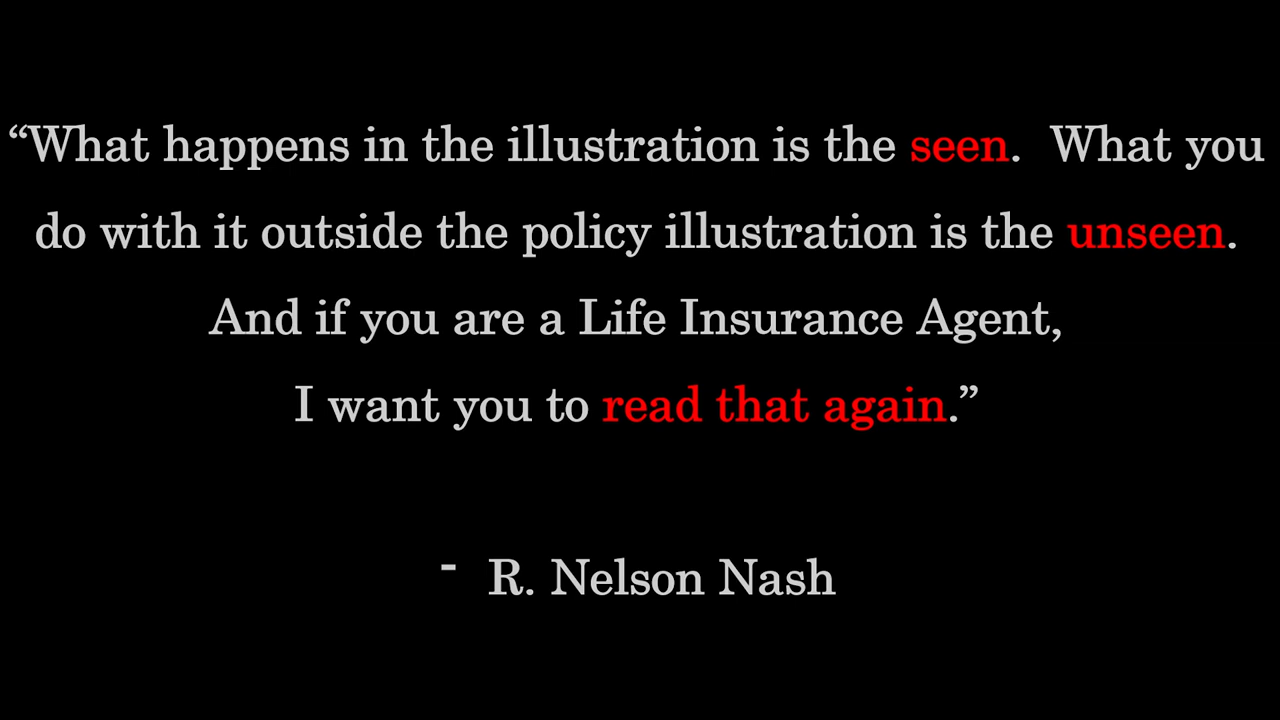 “What happens in the illustration is the seen.  What you
do with it outside the policy illustration is the unseen.
And if you are a Life Insurance Agent,
I want you to read that again.”
-  R. Nelson Nash